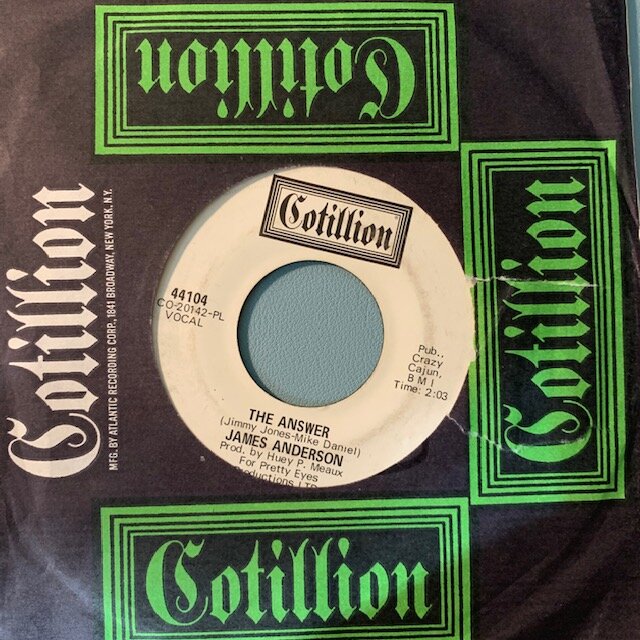 Cotillion
Cotillion
MFG. BY ATLANTIC RECORDING CORP., 1841 BROADWAY, NEW YORK, N.Y.
Cotillion
44104
CO-20142-PL
VOCAL
Pub.,
Crazy
Cajun,
B M I
Time: 2:03
THE ANSWER
(Jimmy Jones-Mike Daniel)
JAMES ANDERSON
Prod. by Huey P. Meaux
For Pretty Eyes
Productions LTD.
Cotillion
Cotillion